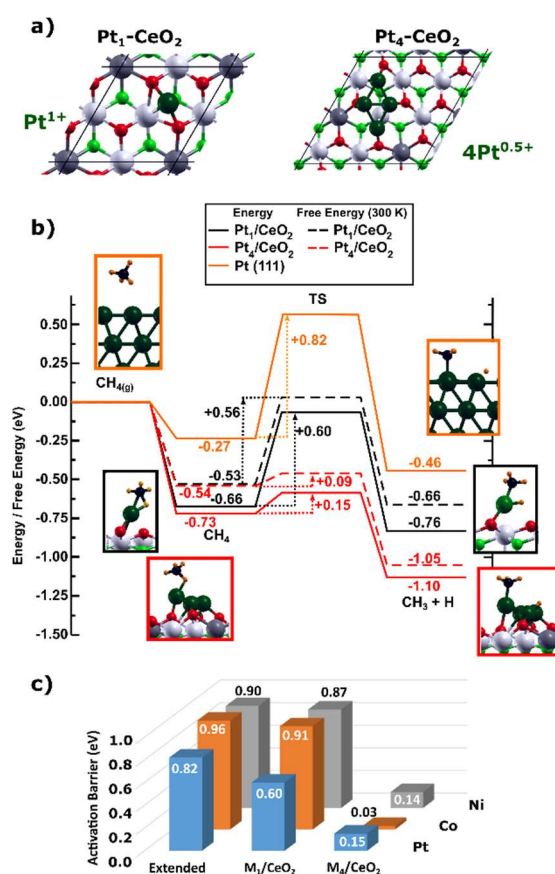 a)
Pt1-CeO2
Pt4-CeO2
Pt1+
4Pt0.5+
b)
Energy Free Energy (300 K)
Pt1/CeO2 Pt1/CeO2
Pt4/CeO2 Pt4/CeO2
Pt (111)
TS
Energy / Free Energy (eV)
0.50
0.25
0.00
-0.25
-0.50
-0.75
-1.00
-1.25
-1.50
CH4(g)
+0.82
+0.56
+0.60
-0.27
-0.46
-0.53
-0.54
-0.66
+0.09
-0.66
-0.73
+0.15
-0.76
CH4
-1.05
-1.10
CH3 + H
c)
Activation Barrier (eV)
1.0
0.8
0.6
0.4
0.2
0.0
0.90
0.87
0.96
0.91
0.82
0.60
0.14
0.03
0.15
Ni
Co
Pt
Extended M1/CeO2 M4/CeO2